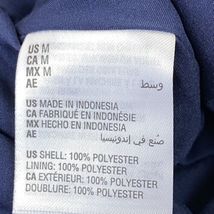 US M
CA M
MX M
AE وسط
US MADE IN INDONESIA
CA FABRIQUÉ EN INDONÉSIE
MX HECHO EN INDONESIA
AE صنع في إندونيسيا
US SHELL: 100% POLYESTER
LINING: 100% POLYESTER
CA EXTÉRIEUR: 100% POLYESTER
DOUBLURE: 100% POLYESTER